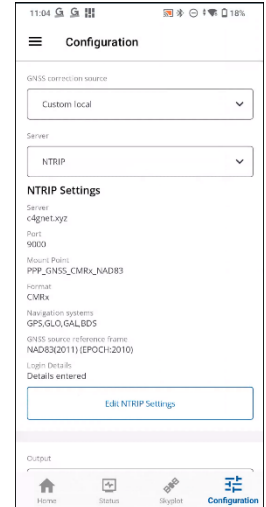 11:04
18%
Configuration
GNSS correction source
Custom local
Server
NTRIP
NTRIP Settings
Server
c4gnet.xyz
Port
9000
Mount Point
PPP_GNSS_CMRx_NAD83
Format
CMRx
Navigation systems
GPS,GLO,GAL,BDS
GNSS source reference frame
NAD83(2011) (EPOCH:2010)
Login Details
Details entered
Edit NTRIP Settings
Output
Home Status Skyplot Configuration